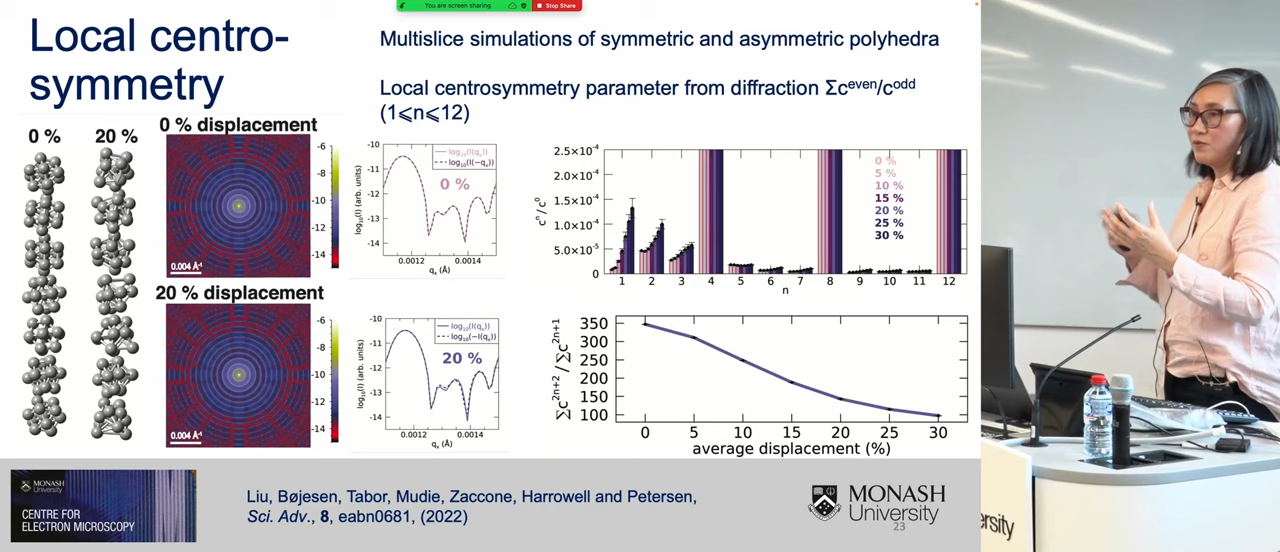 You are screen sharing
Stop Share
Local centro-
symmetry
Multislice simulations of symmetric and asymmetric polyhedra
Local centrosymmetry parameter from diffraction Σcᵉᵛᵉⁿ/cᵒᵈᵈ
(1⩽n⩽12)
0 %
20 %
0 % displacement
-6
-8
-10
-12
-14
0.004 Å⁻¹
20 % displacement
-6
-8
-10
-12
-14
0.004 Å⁻¹
log₁₀(I) (arb. units)
-10
-11
-12
-13
-14
log₁₀(I(qₓ))
log₁₀(I(−qₓ))
0 %
0.0012
0.0014
qₓ (Å)
log₁₀(I) (arb. units)
-10
-11
-12
-13
-14
log₁₀(I(qₓ))
log₁₀(−I(qₓ))
20 %
0.0012
0.0014
qₓ (Å)
cⁿ/c⁰
2.5×10⁻⁴
2.0×10⁻⁴
1.5×10⁻⁴
1.0×10⁻⁴
5.0×10⁻⁵
0
0 %
5 %
10 %
15 %
20 %
25 %
30 %
1 2 3 4 5 6 7 8 9 10 11 12
n
∑c²ⁿ⁺²/∑c²ⁿ⁺¹
350
300
250
200
150
100
0 5 10 15 20 25 30
average displacement (%)
MONASH
University
CENTRE FOR
ELECTRON MICROSCOPY
Liu, Bøjesen, Tabor, Mudie, Zaccone, Harrowell and Petersen,
Sci. Adv., 8, eabn0681, (2022)
MONASH
University
23
ersity